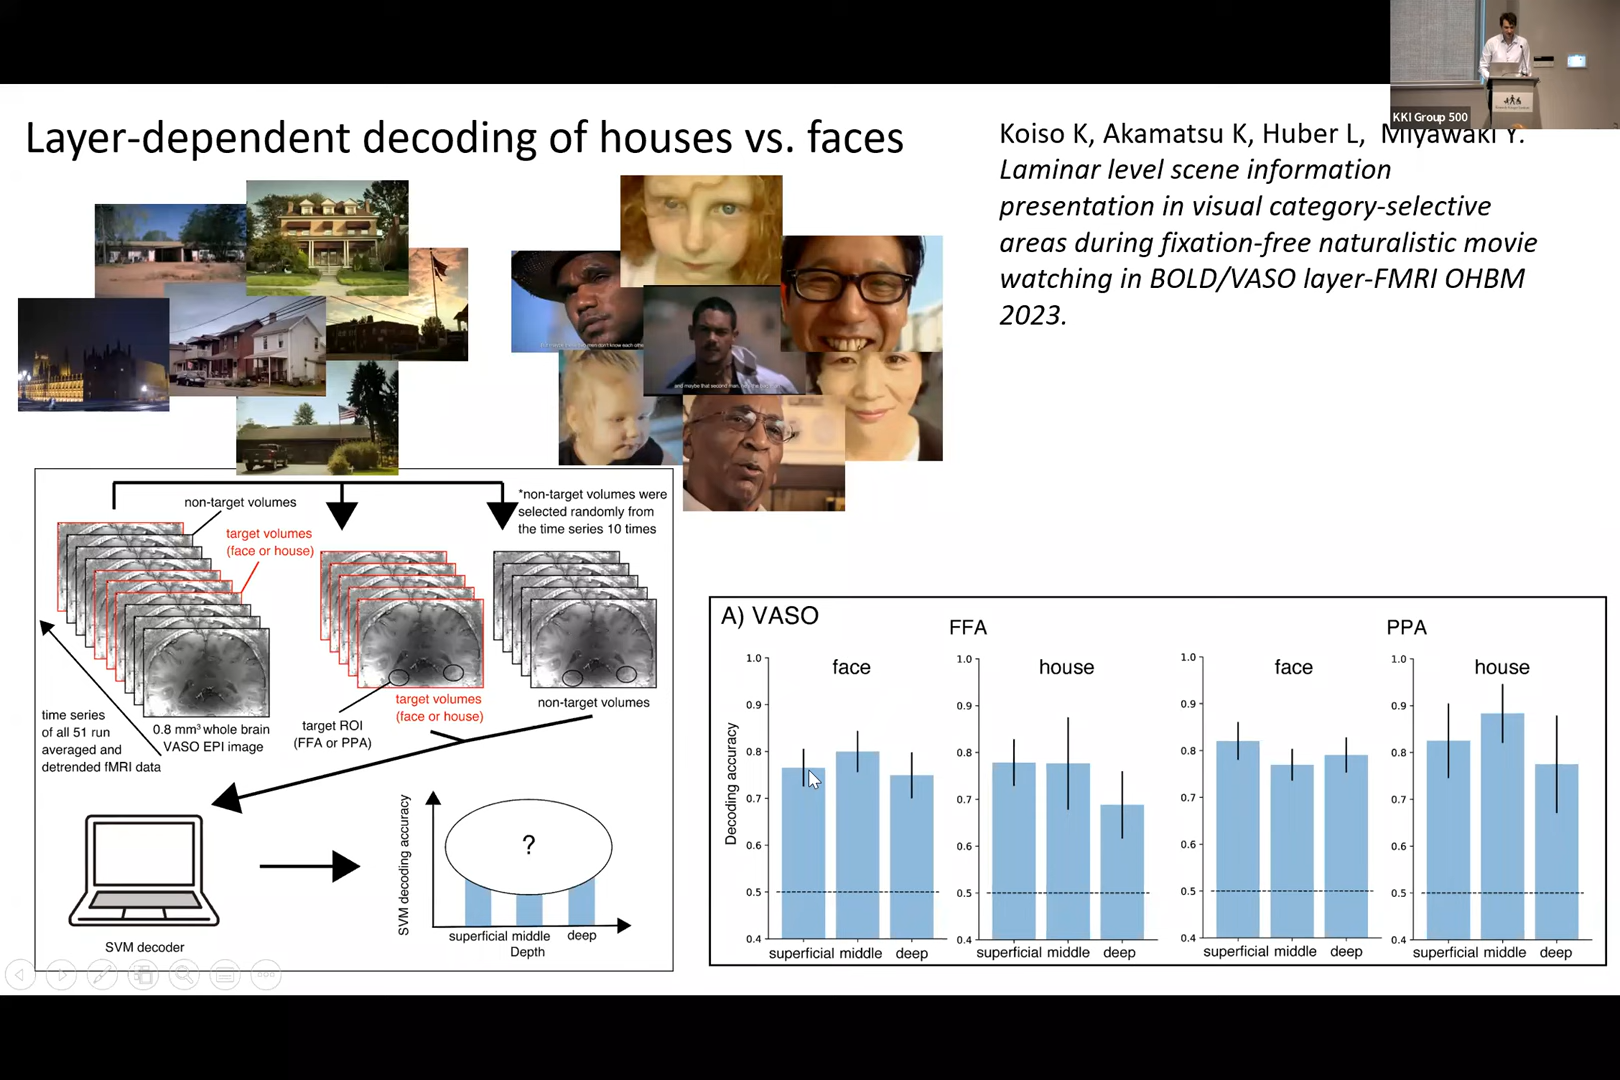 KKI Group 500
Layer-dependent decoding of houses vs. faces
Koiso K, Akamatsu K, Huber L, Miyawaki Y.
Laminar level scene information
presentation in visual category-selective
areas during fixation-free naturalistic movie
watching in BOLD/VASO layer-FMRI OHBM
2023.
and maybe that second man,
non-target volumes
target volumes
(face or house)
*non-target volumes were
selected randomly from
the time series 10 times
time series
of all 51 run
averaged and
detrended fMRI data
0.8 mm³ whole brain
VASO EPI image
target ROI
(FFA or PPA)
target volumes
(face or house)
non-target volumes
SVM decoder
SVM decoding accuracy
?
superficial middle deep
Depth
A) VASO
FFA
PPA
Decoding accuracy
face
1.0
0.9
0.8
0.7
0.6
0.5
0.4
superficial middle deep
house
1.0
0.9
0.8
0.7
0.6
0.5
0.4
superficial middle deep
face
1.0
0.9
0.8
0.7
0.6
0.5
0.4
superficial middle deep
house
1.0
0.9
0.8
0.7
0.6
0.5
0.4
superficial middle deep